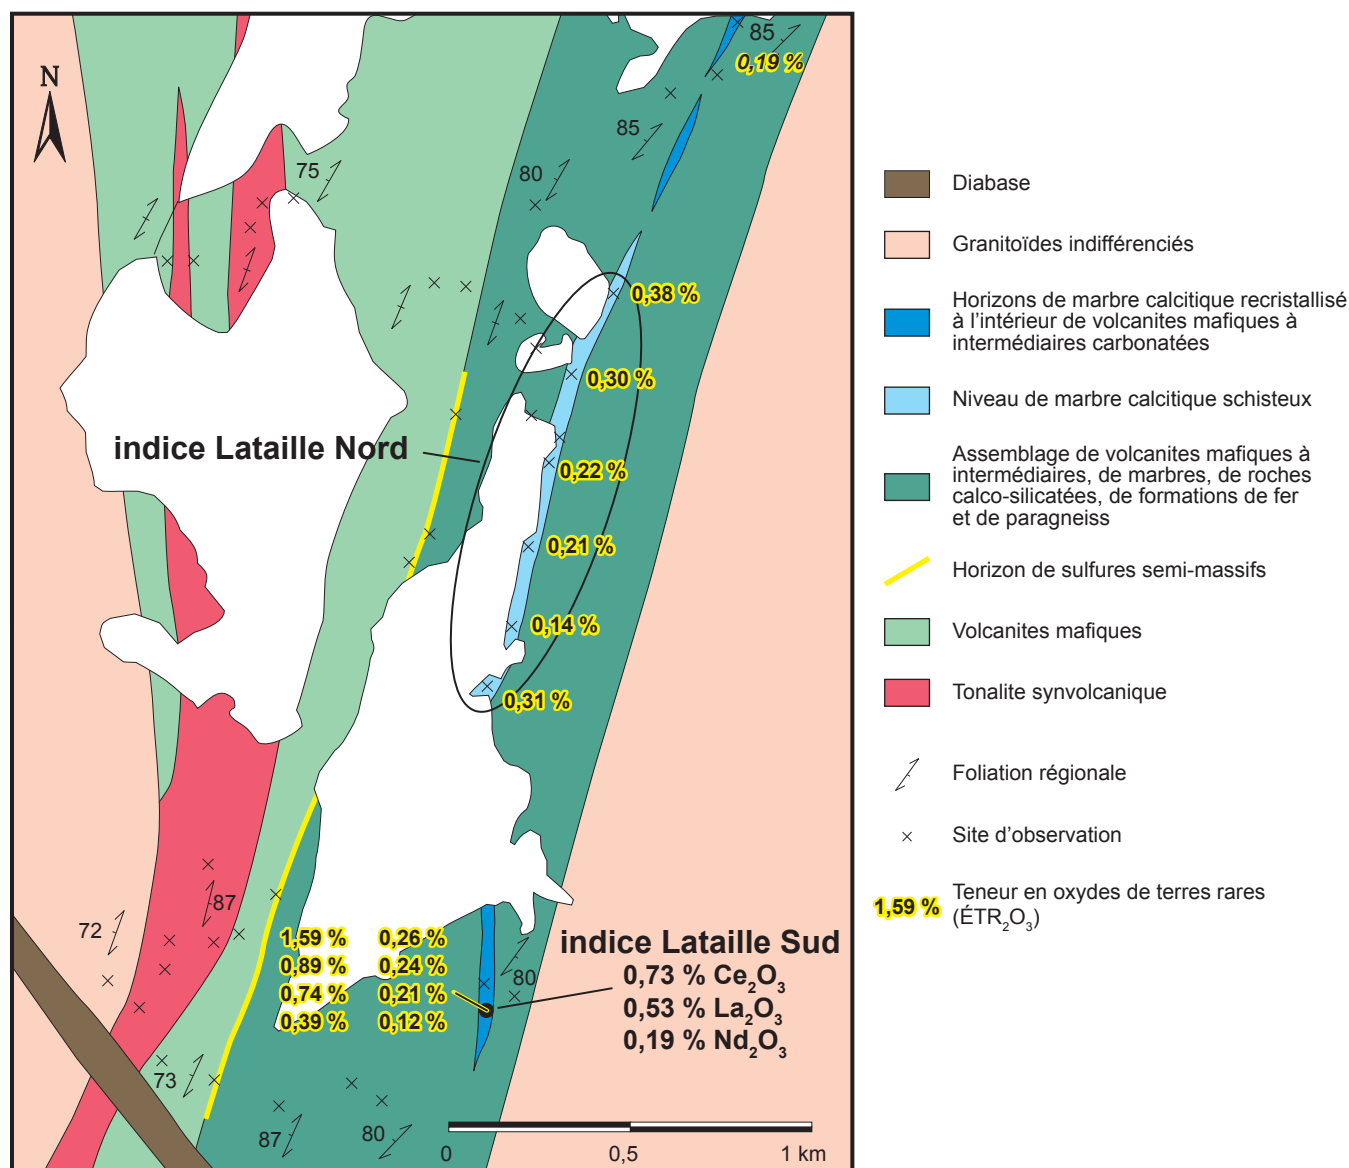 N
85
0,19 %
85
80
75
0,38 %
0,30 %
indice Lataille Nord
0,22 %
0,21 %
0,14 %
0,31 %
87
72
1,59 % 0,26 %
0,89 % 0,24 %
0,74 % 0,21 %
0,39 % 0,12 %
80
indice Lataille Sud
0,73 % Ce₂O₃
0,53 % La₂O₃
0,19 % Nd₂O₃
73
87
80
0 0,5 1 km
Diabase
Granitoïdes indifférenciés
Horizons de marbre calcitique recristallisé
à l’intérieur de volcanites mafiques à
intermédiaires carbonatées
Niveau de marbre calcitique schisteux
Assemblage de volcanites mafiques à
intermédiaires, de marbres, de roches
calco-silicatées, de formations de fer
et de paragneiss
Horizon de sulfures semi-massifs
Volcanites mafiques
Tonalite synvolcanique
Foliation régionale
Site d’observation
1,59 % Teneur en oxydes de terres rares
(ÉTR₂O₃)